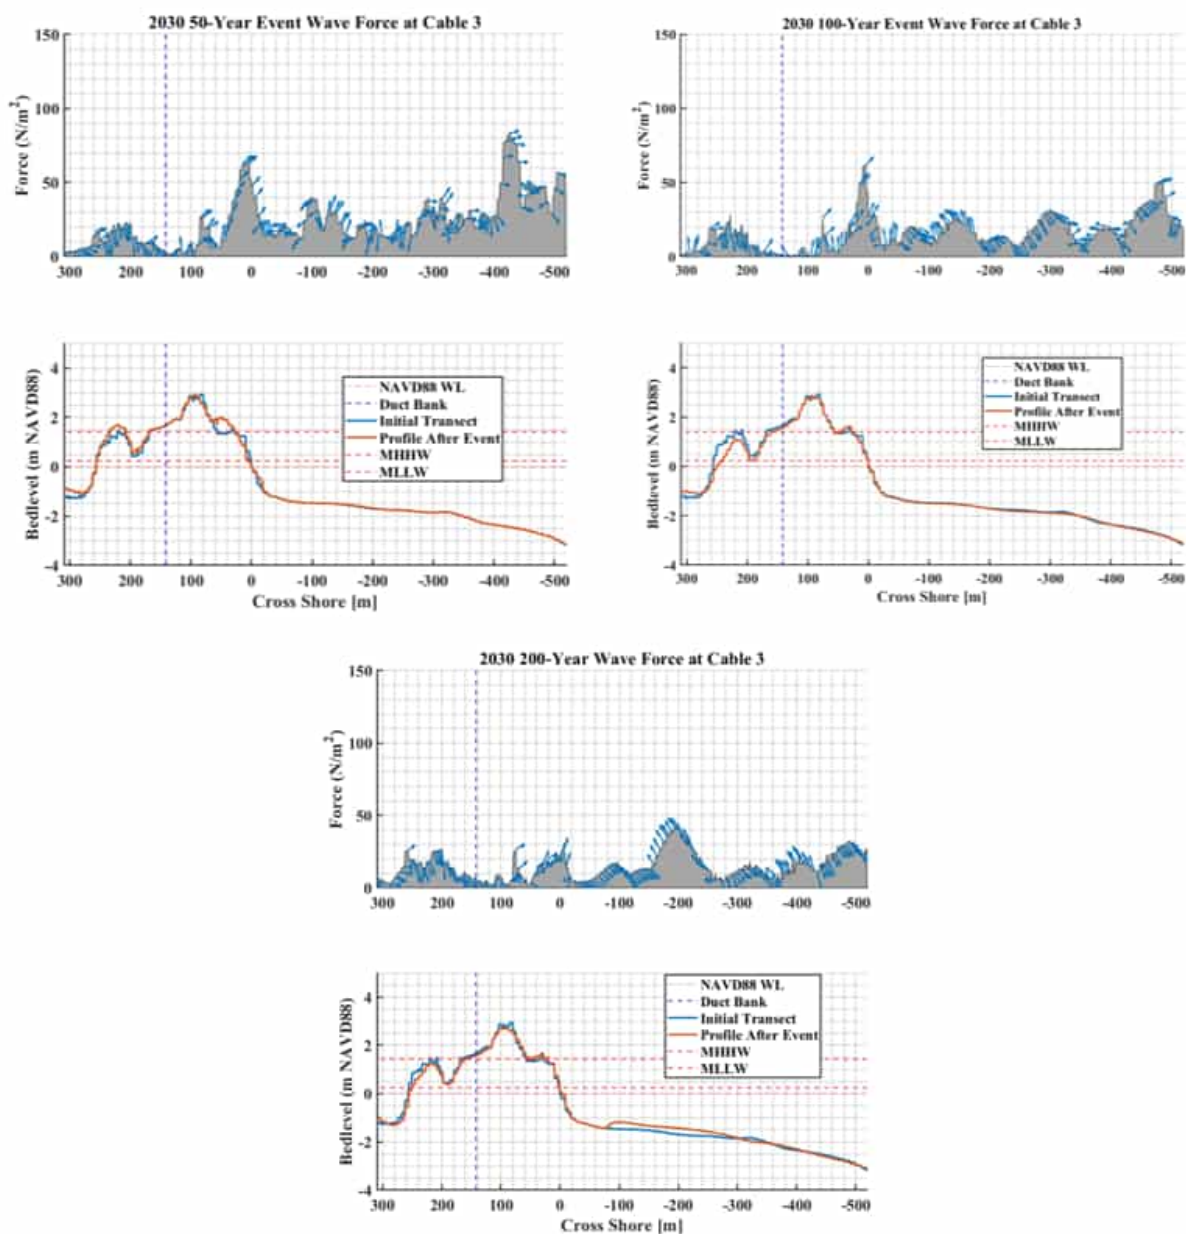 2030 50-Year Event Wave Force at Cable 3
Force (N/m²)
150
100
50
0
300 200 100 0 -100 -200 -300 -400 -500
Bedlevel (m NAVD88)
4
2
0
-2
-4
NAVD88 WL
Duct Bank
Initial Transect
Profile After Event
MHHW
MLLW
300 200 100 0 -100 -200 -300 -400 -500
Cross Shore [m]
2030 100-Year Event Wave Force at Cable 3
Force (N/m²)
150
100
50
0
300 200 100 0 -100 -200 -300 -400 -500
Bedlevel (m NAVD88)
4
2
0
-2
-4
NAVD88 WL
Duct Bank
Initial Transect
Profile After Event
MHHW
MLLW
300 200 100 0 -100 -200 -300 -400 -500
Cross Shore [m]
2030 200-Year Wave Force at Cable 3
Force (N/m²)
150
100
50
0
300 200 100 0 -100 -200 -300 -400 -500
Bedlevel (m NAVD88)
4
2
0
-2
-4
NAVD88 WL
Duct Bank
Initial Transect
Profile After Event
MHHW
MLLW
300 200 100 0 -100 -200 -300 -400 -500
Cross Shore [m]